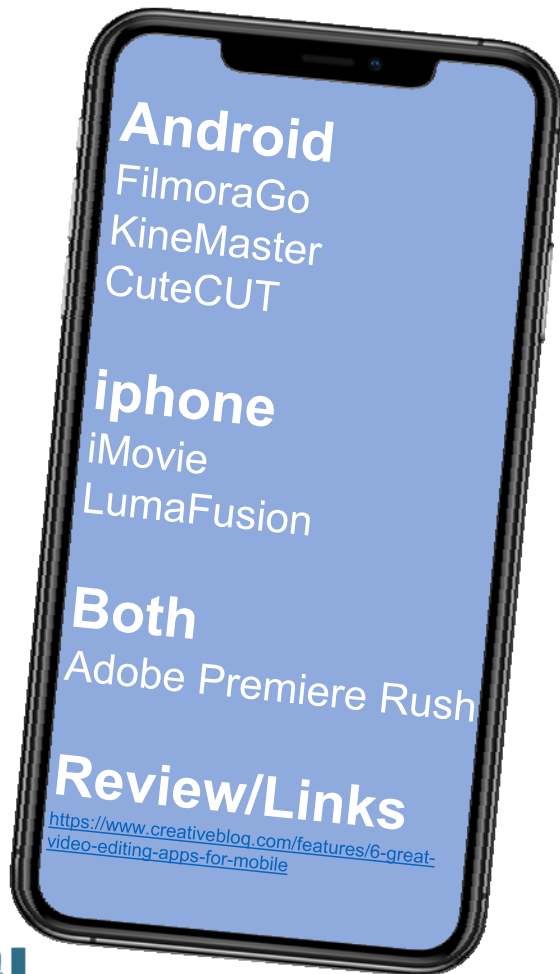 Android
FilmoraGo
KineMaster
CuteCUT
iphone
iMovie
LumaFusion
Both
Adobe Premiere Rush
Review/Links
https://www.creativeblog.com/features/6-great-
video-editing-apps-for-mobile